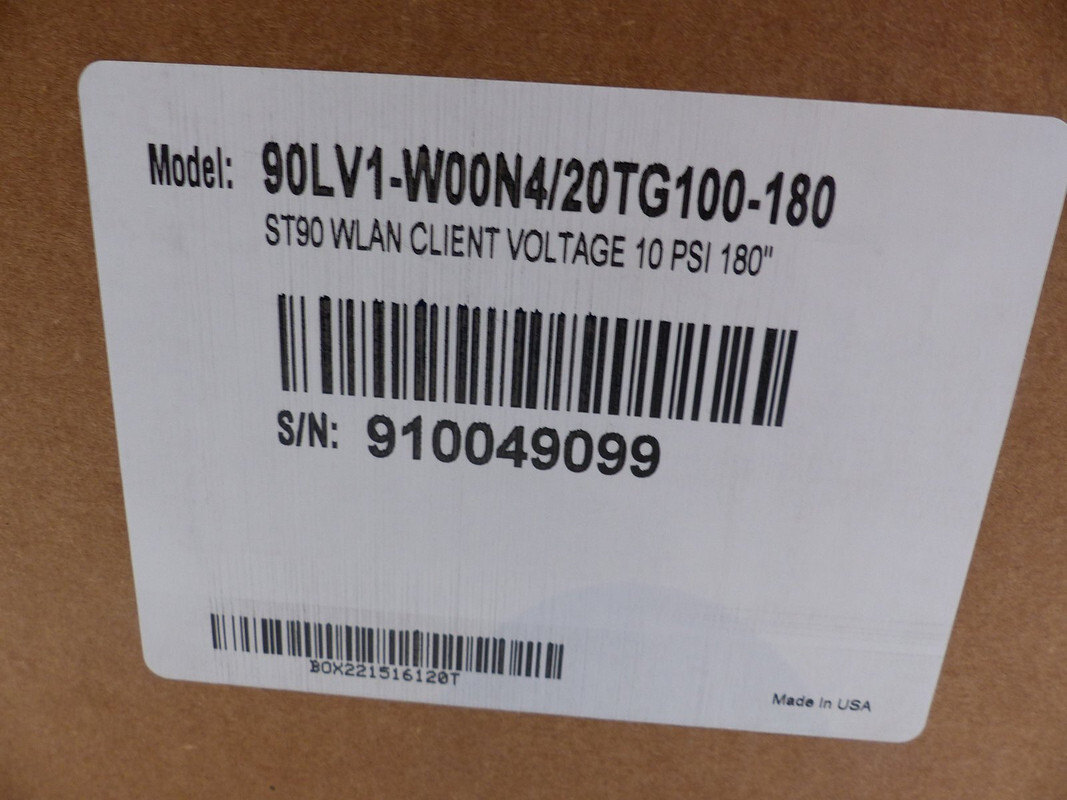 Model: 90LV1-W00N4/20TG100-180
ST90 WLAN CLIENT VOLTAGE 10 PSI 180"
S/N: 910049099
BOX221516120T
Made In USA